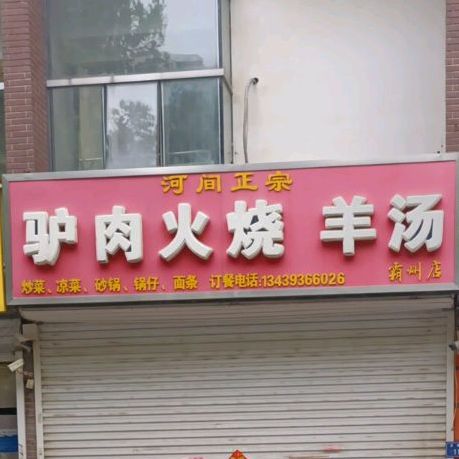 河间正宗
驴肉火烧 羊汤
炒菜、凉菜、砂锅、锅仔、面条 订餐电话:13439366026
霸州店